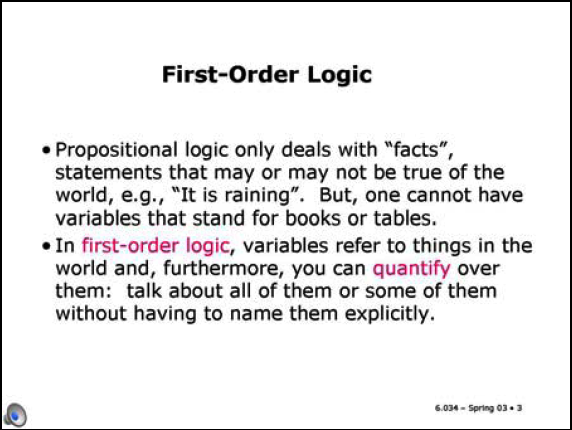 First-Order Logic
• Propositional logic only deals with “facts”,
statements that may or may not be true of the
world, e.g., “It is raining”.  But, one cannot have
variables that stand for books or tables.
• In first-order logic, variables refer to things in the
world and, furthermore, you can quantify over
them:  talk about all of them or some of them
without having to name them explicitly.
6.034 – Spring 03 • 3